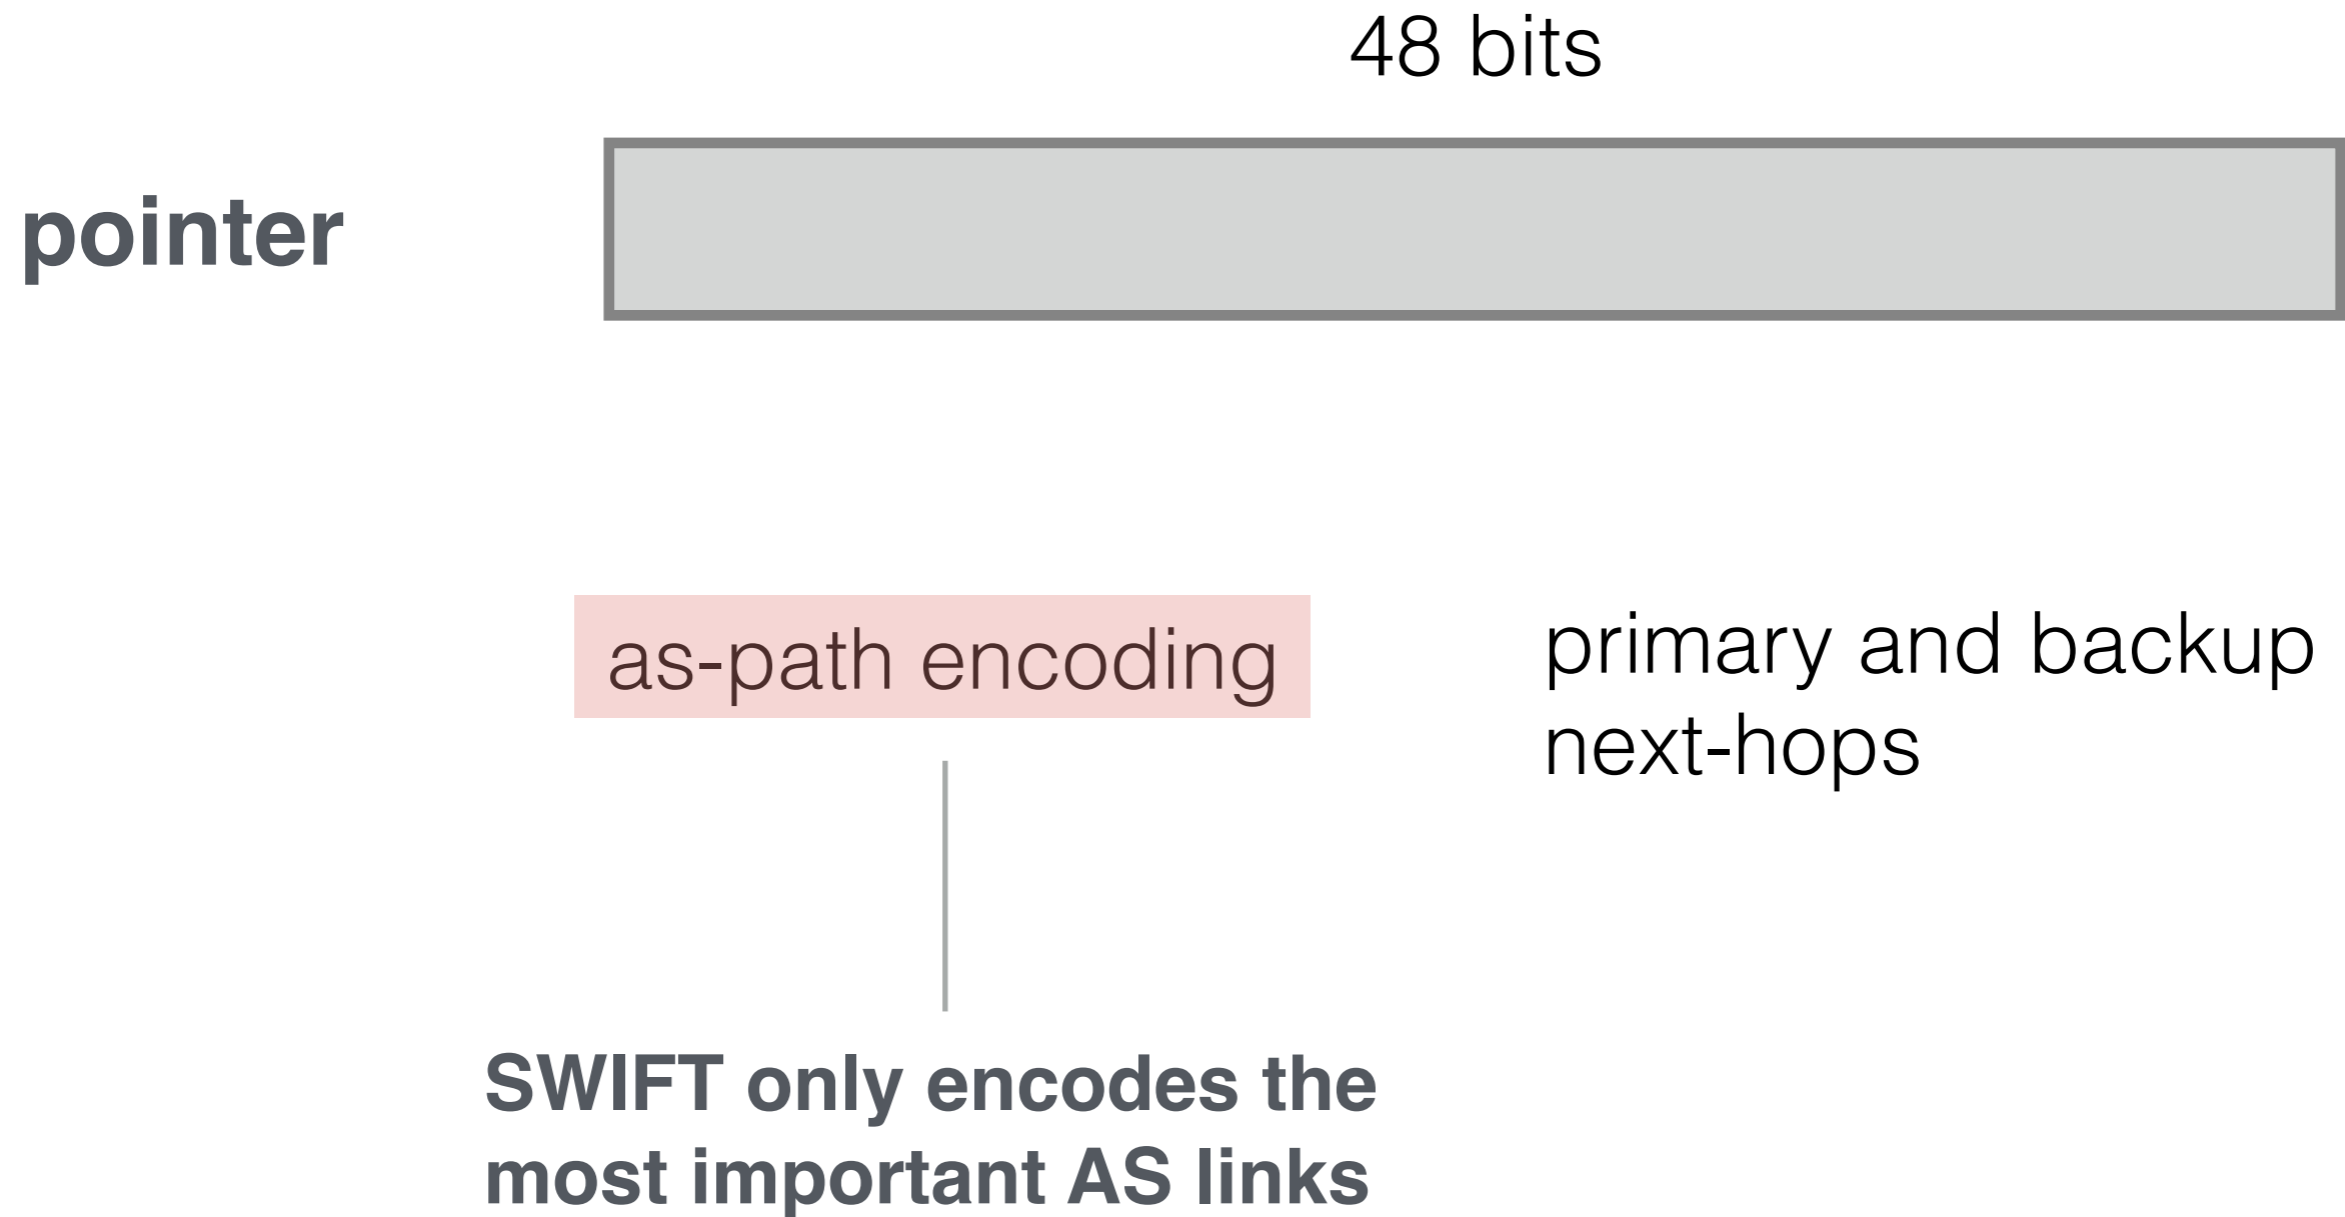 48 bits
pointer
as-path encoding
primary and backup
next-hops
SWIFT only encodes the
most important AS links